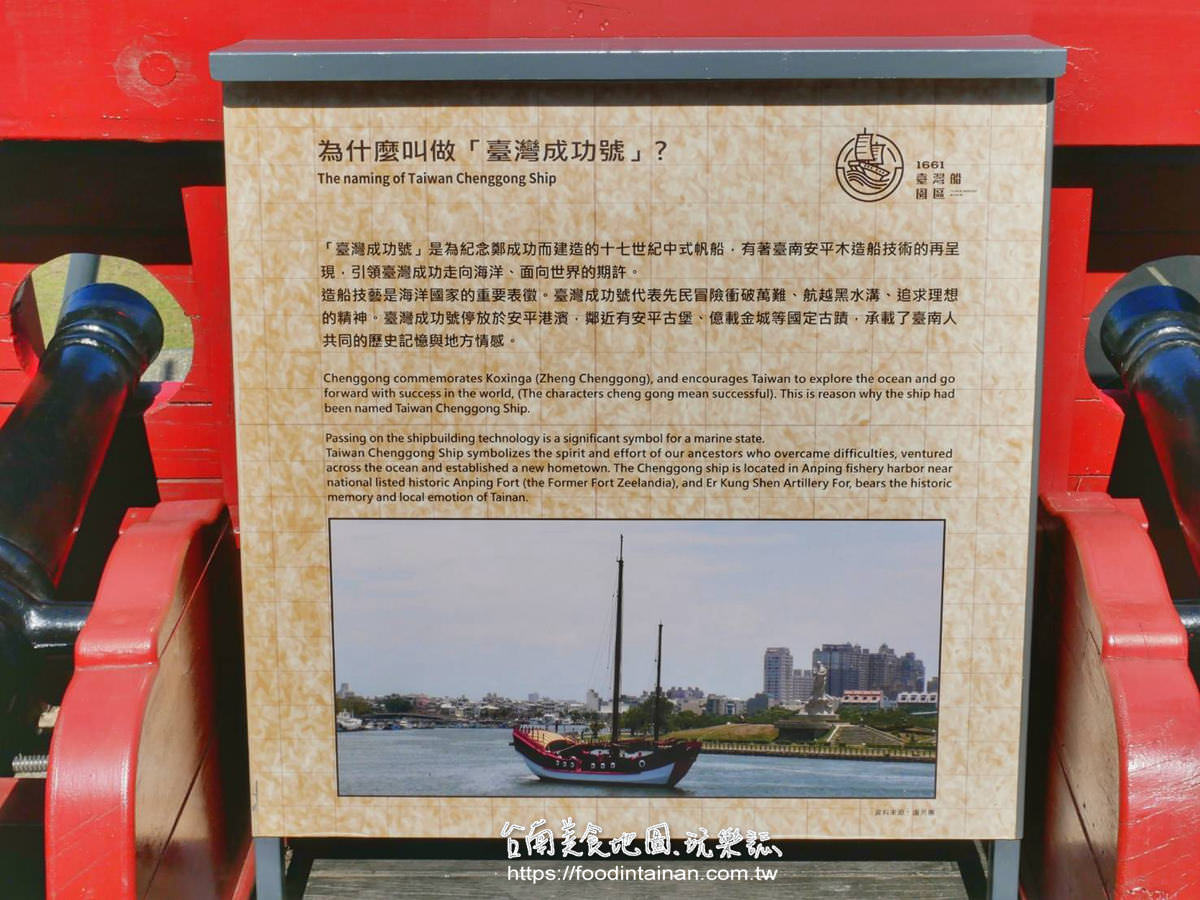 為什麼叫做「臺灣成功號」?
The naming of Taiwan Chenggong Ship
1661
臺灣船
園區
「臺灣成功號」是為紀念鄭成功而建造的十七世紀中式帆船，有著臺南安平木造船技術的再呈
現，引領臺灣成功走向海洋、面向世界的期許。
造船技藝是海洋國家的重要表徵。臺灣成功號代表先民冒險衝破萬難、航越黑水溝、追求理想
的精神。臺灣成功號停放於安平港濱，鄰近有安平古堡、億載金城等國定古蹟，承載了臺南人
共同的歷史記憶與地方情感。
Chenggong commemorates Koxinga (Zheng Chenggong), and encourages Taiwan to explore the ocean and go
forward with success in the world, (The characters cheng gong mean successful). This is reason why the ship had
been named Taiwan Chenggong Ship.
Passing on the shipbuilding technology is a significant symbol for a marine state.
Taiwan Chenggong Ship symbolizes the spirit and effort of our ancestors who overcame difficulties, ventured
across the ocean and established a new hometown. The Chenggong ship is located in Anping fishery harbor near
national listed historic Anping Fort (the Former Fort Zeelandia), and Er Kung Shen Artillery For, bears the historic
memory and local emotion of Tainan.
資料來源：
台南美食地圖.玩樂誌
https://foodintainan.com.tw